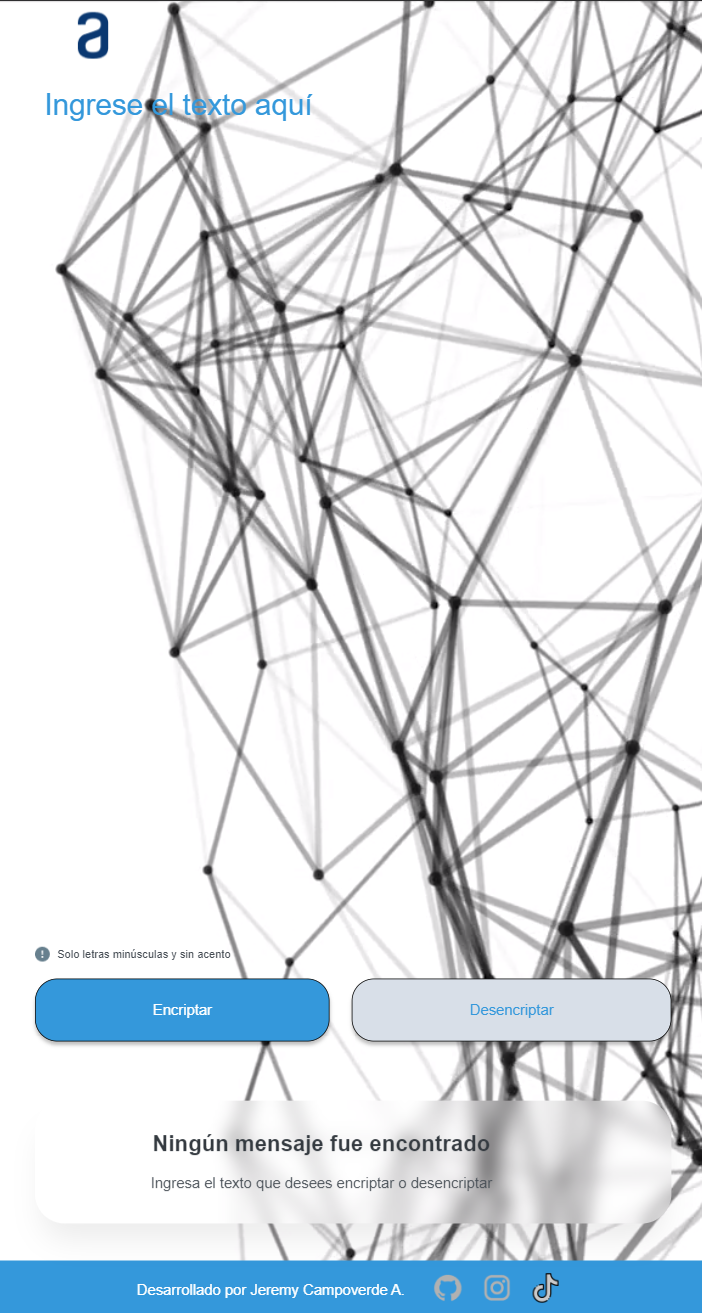 a
Ingrese el texto aquí
Solo letras minúsculas y sin acento
Encriptar
Desencriptar
Ningún mensaje fue encontrado
Ingresa el texto que desees encriptar o desencriptar
Desarrollado por Jeremy Campoverde A.